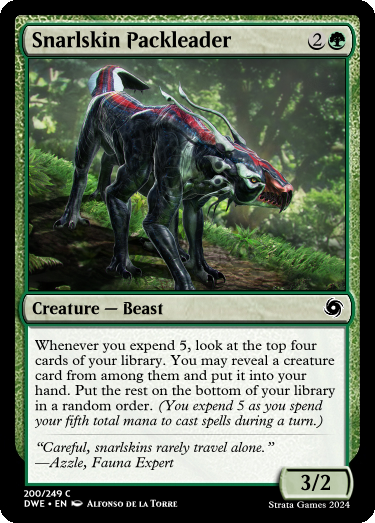 Snarlskin Packleader 2
Creature — Beast
Whenever you expend 5, look at the top four
cards of your library. You may reveal a creature
card from among them and put it into your
hand. Put the rest on the bottom of your library
in a random order. (You expend 5 as you spend
your fifth total mana to cast spells during a turn.)
“Careful, snarlskins rarely travel alone.”
—Azzle, Fauna Expert
3/2
200/249 C
DWE • EN Alfonso de la Torre
Strata Games 2024